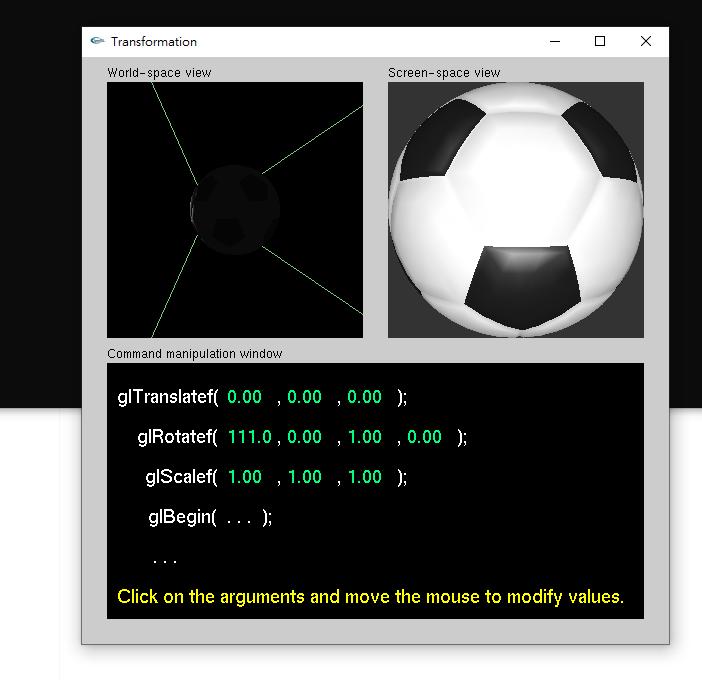 Transformation
World-space view
Screen-space view
Command manipulation window
glTranslatef( 0.00 , 0.00 , 0.00 );
glRotatef( 111.0 , 0.00 , 1.00 , 0.00 );
glScalef( 1.00 , 1.00 , 1.00 );
glBegin( . . . );
. . .
Click on the arguments and move the mouse to modify values.